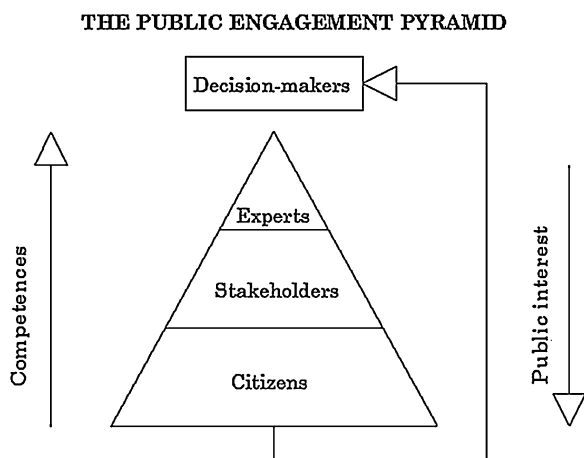 THE PUBLIC ENGAGEMENT PYRAMID
Decision-makers
Experts
Stakeholders
Citizens
Competences
Public interest